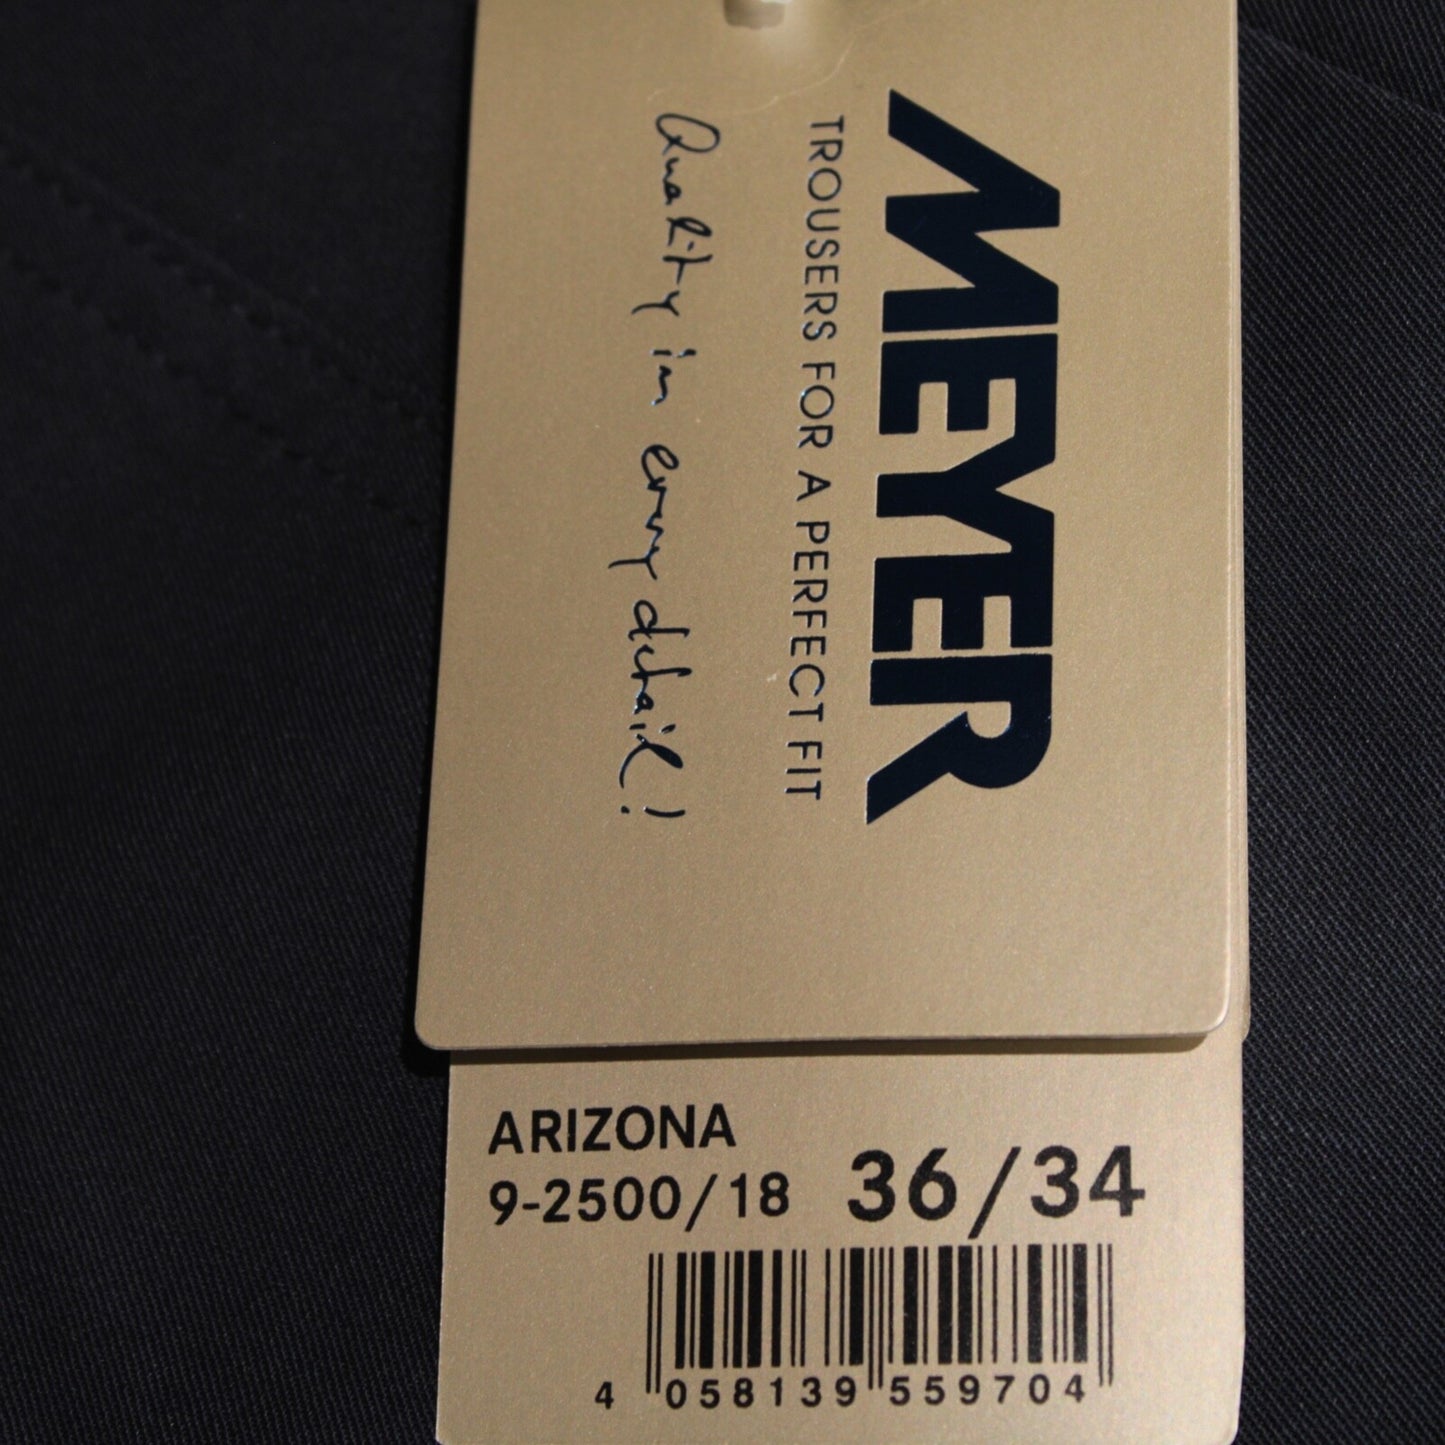 MEYER
TROUSERS FOR A PERFECT FIT
Quality in every detail!
ARIZONA
9-2500/18 36/34
4 058139 559704